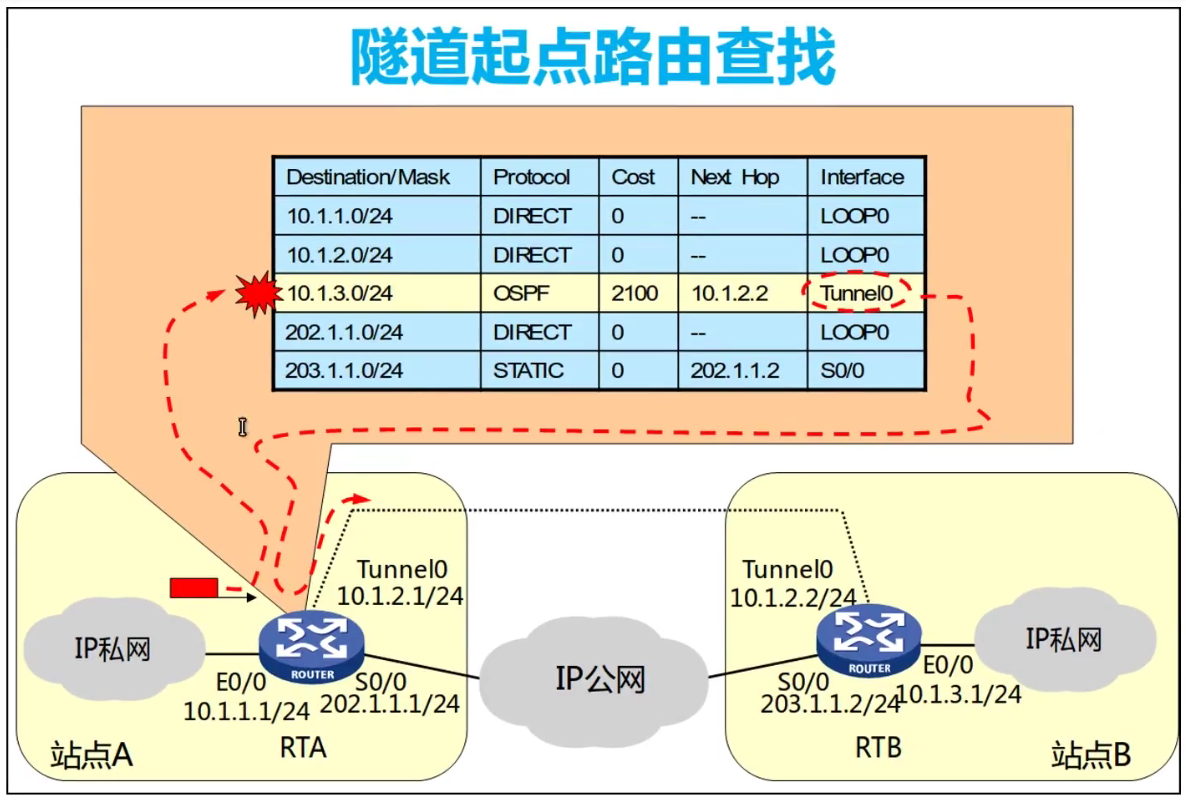 隧道起点路由查找
Destination/Mask Protocol Cost Next Hop Interface
10.1.1.0/24 DIRECT 0 -- LOOP0
10.1.2.0/24 DIRECT 0 -- LOOP0
10.1.3.0/24 OSPF 2100 10.1.2.2 Tunnel0
202.1.1.0/24 DIRECT 0 -- LOOP0
203.1.1.0/24 STATIC 0 202.1.1.2 S0/0
Tunnel0
10.1.2.1/24
Tunnel0
10.1.2.2/24
IP私网
ROUTER
E0/0
10.1.1.1/24
S0/0
202.1.1.1/24
RTA
站点A
IP公网
ROUTER
S0/0
203.1.1.2/24
E0/0
10.1.3.1/24
IP私网
RTB
站点B